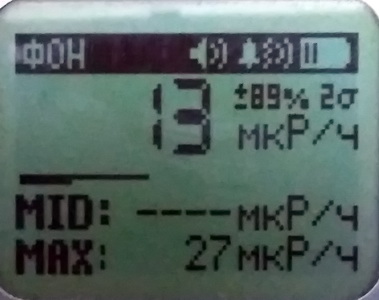 ФОН
13 ±89% 2σ
мкР/ч
MID: ----мкР/ч
MAX: 27мкР/ч